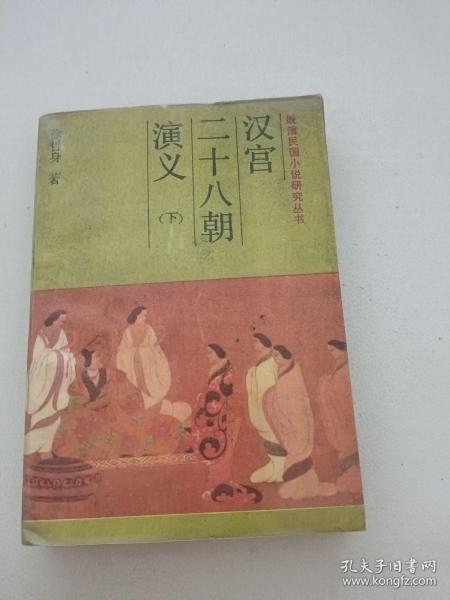 晚清民国小说研究丛书
汉宫
二十八朝
演义
（下）
徐哲身 著
孔夫子旧书网
www.kongfz.com